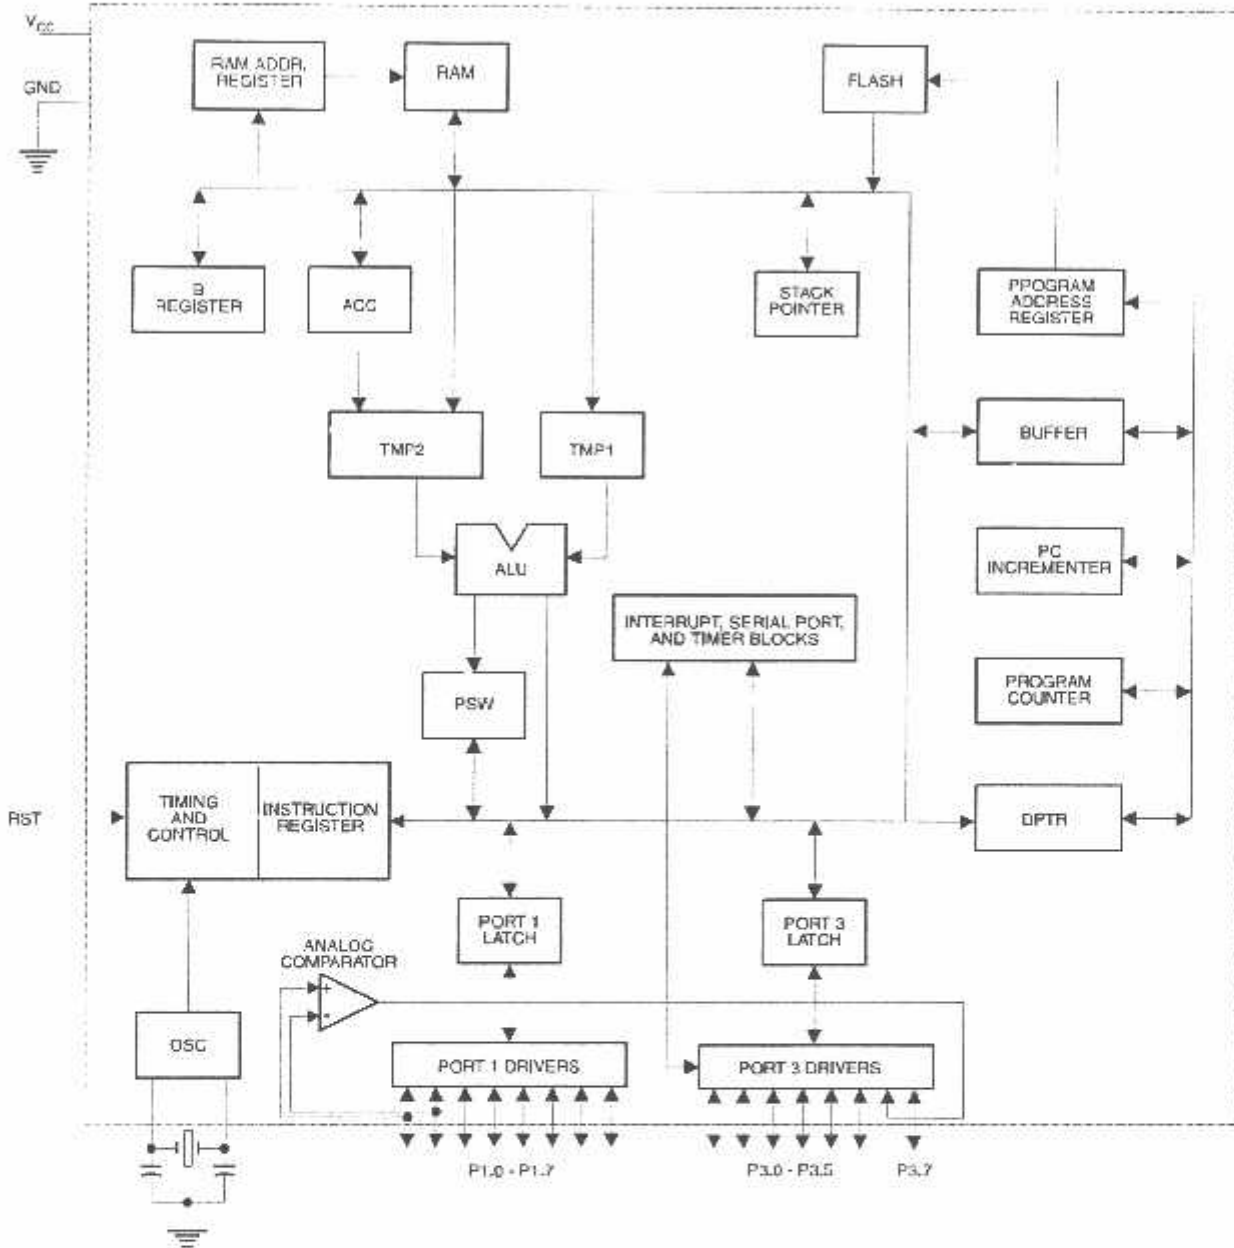 VCC
GND
RAM ADDR.
REGISTER
RAM
FLASH
B
REGISTER
ACC
STACK
POINTER
PROGRAM
ADDRESS
REGISTER
TMP2
TMP1
BUFFER
ALU
PC
INCREMENTER
INTERRUPT, SERIAL PORT,
AND TIMER BLOCKS
PSW
PROGRAM
COUNTER
RST
TIMING
AND
CONTROL
INSTRUCTION
REGISTER
DPTR
PORT 1
LATCH
PORT 3
LATCH
ANALOG
COMPARATOR
+
-
OSC
PORT 1 DRIVERS
PORT 3 DRIVERS
P1.0 - P1.7
P3.0 - P3.5
P3.7